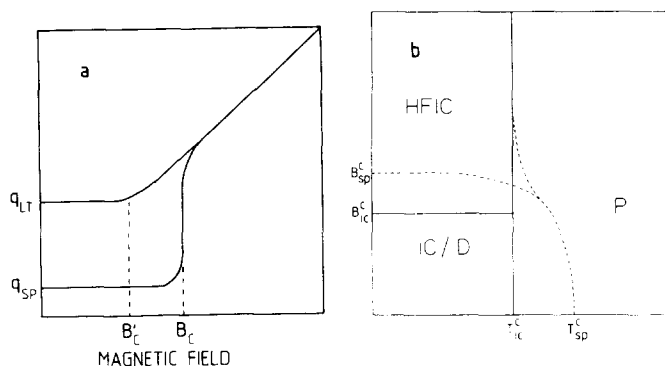 a
q_LT
q_SP
B'_C
B_C
MAGNETIC FIELD
b
HFIC
B^C_SP
B^C_IC
IC/D
P
T^C_IC
T^C_SP